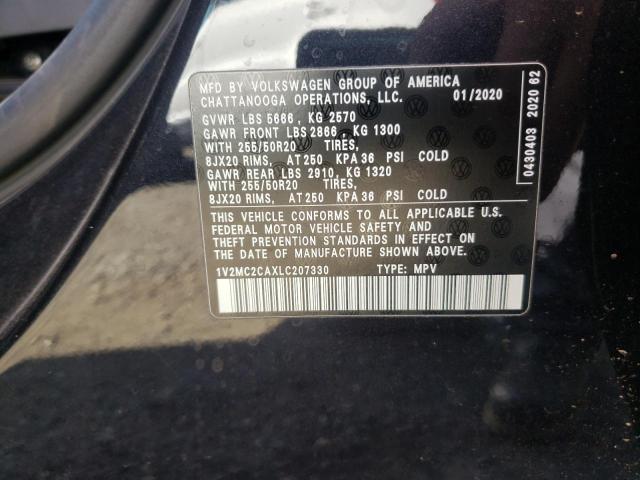 MFD BY VOLKSWAGEN GROUP OF AMERICA
CHATTANOOGA OPERATIONS, LLC. 01/2020
GVWR LBS 5666 , KG 2570
GAWR FRONT LBS 2866 , KG 1300
WITH 255/50R20 TIRES,
8JX20 RIMS, AT 250 KPA 36 PSI COLD
GAWR REAR LBS 2910, KG 1320
WITH 255/50R20 TIRES,
8JX20 RIMS, AT 250 KPA 36 PSI COLD
THIS VEHICLE CONFORMS TO ALL APPLICABLE U.S.
FEDERAL MOTOR VEHICLE SAFETY AND
THEFT PREVENTION STANDARDS IN EFFECT ON
THE DATE OF MANUFACTURE SHOWN ABOVE.
1V2MC2CAXLC207330 TYPE: MPV
0430403 2020 62